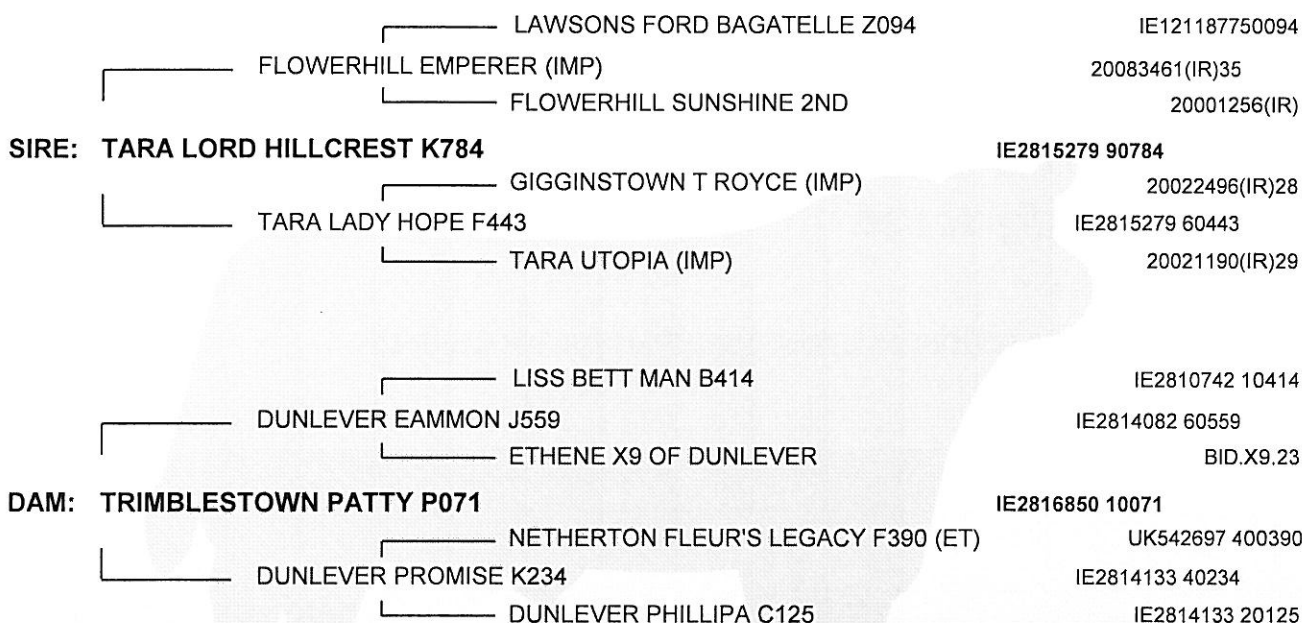 LAWSONS FORD BAGATELLE Z094 IE121187750094
FLOWERHILL EMPERER (IMP) 20083461(IR)35
FLOWERHILL SUNSHINE 2ND 20001256(IR)
SIRE: TARA LORD HILLCREST K784 IE2815279 90784
GIGGINSTOWN T ROYCE (IMP) 20022496(IR)28
TARA LADY HOPE F443 IE2815279 60443
TARA UTOPIA (IMP) 20021190(IR)29
LISS BETT MAN B414 IE2810742 10414
DUNLEVER EAMMON J559 IE2814082 60559
ETHENE X9 OF DUNLEVER BID.X9.23
DAM: TRIMBLESTOWN PATTY P071 IE2816850 10071
NETHERTON FLEUR'S LEGACY F390 (ET) UK542697 400390
DUNLEVER PROMISE K234 IE2814133 40234
DUNLEVER PHILLIPA C125 IE2814133 20125